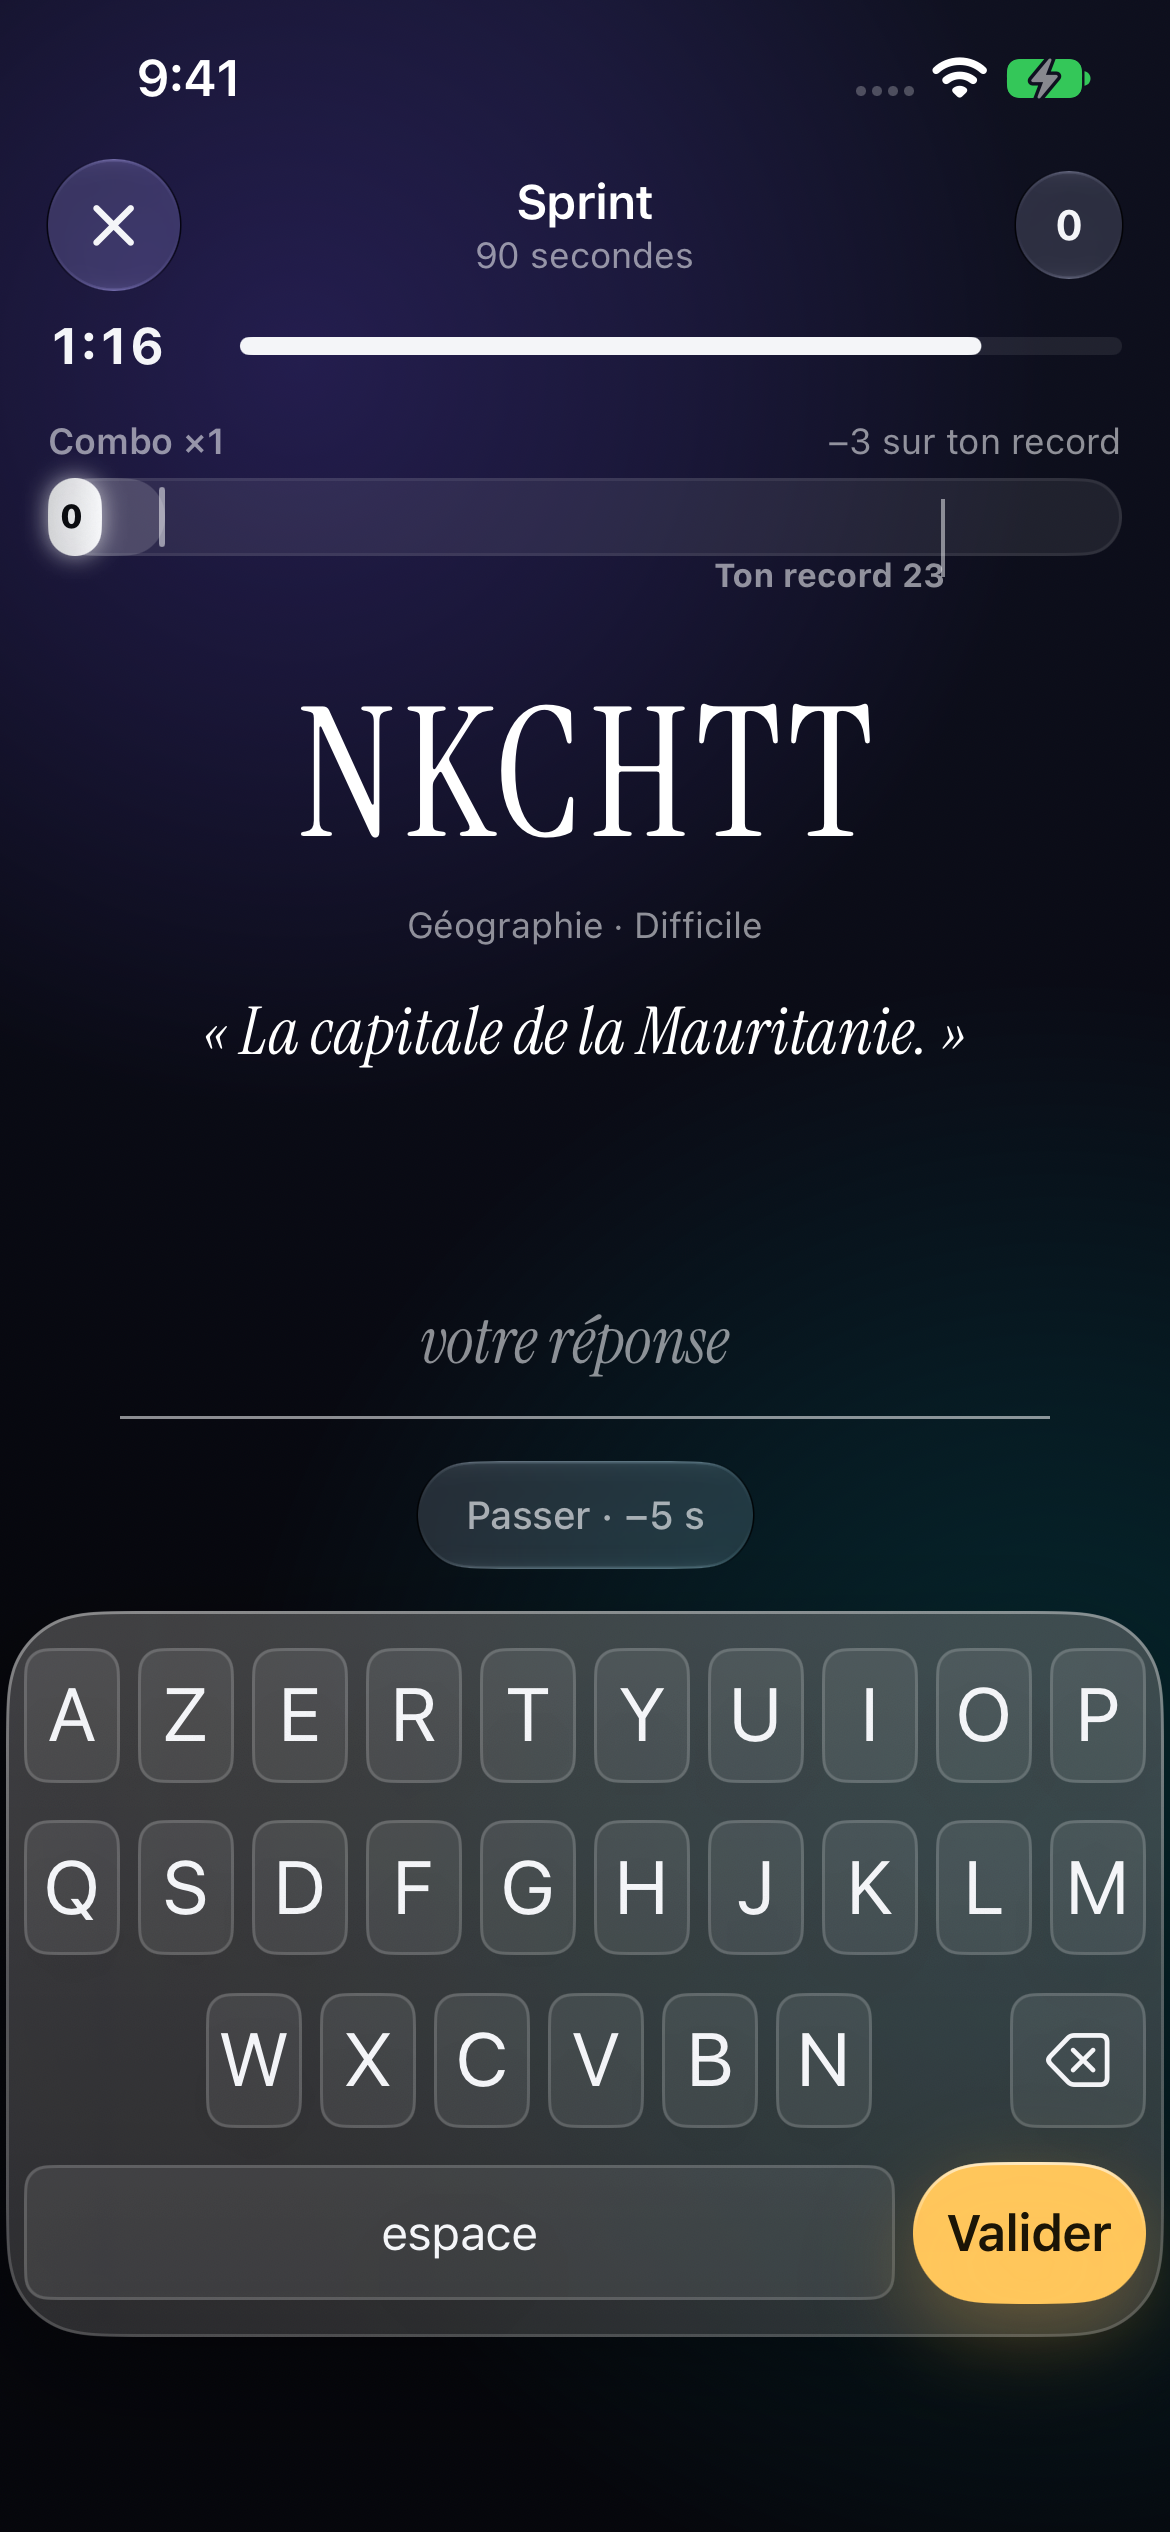 9:41
Sprint
90 secondes
0
1:16
Combo ×1
−3 sur ton record
0
Ton record 23
NKCHTT
Géographie · Difficile
« La capitale de la Mauritanie. »
votre réponse
Passer · −5 s
A Z E R T Y U I O P
Q S D F G H J K L M
W X C V B N
espace
Valider